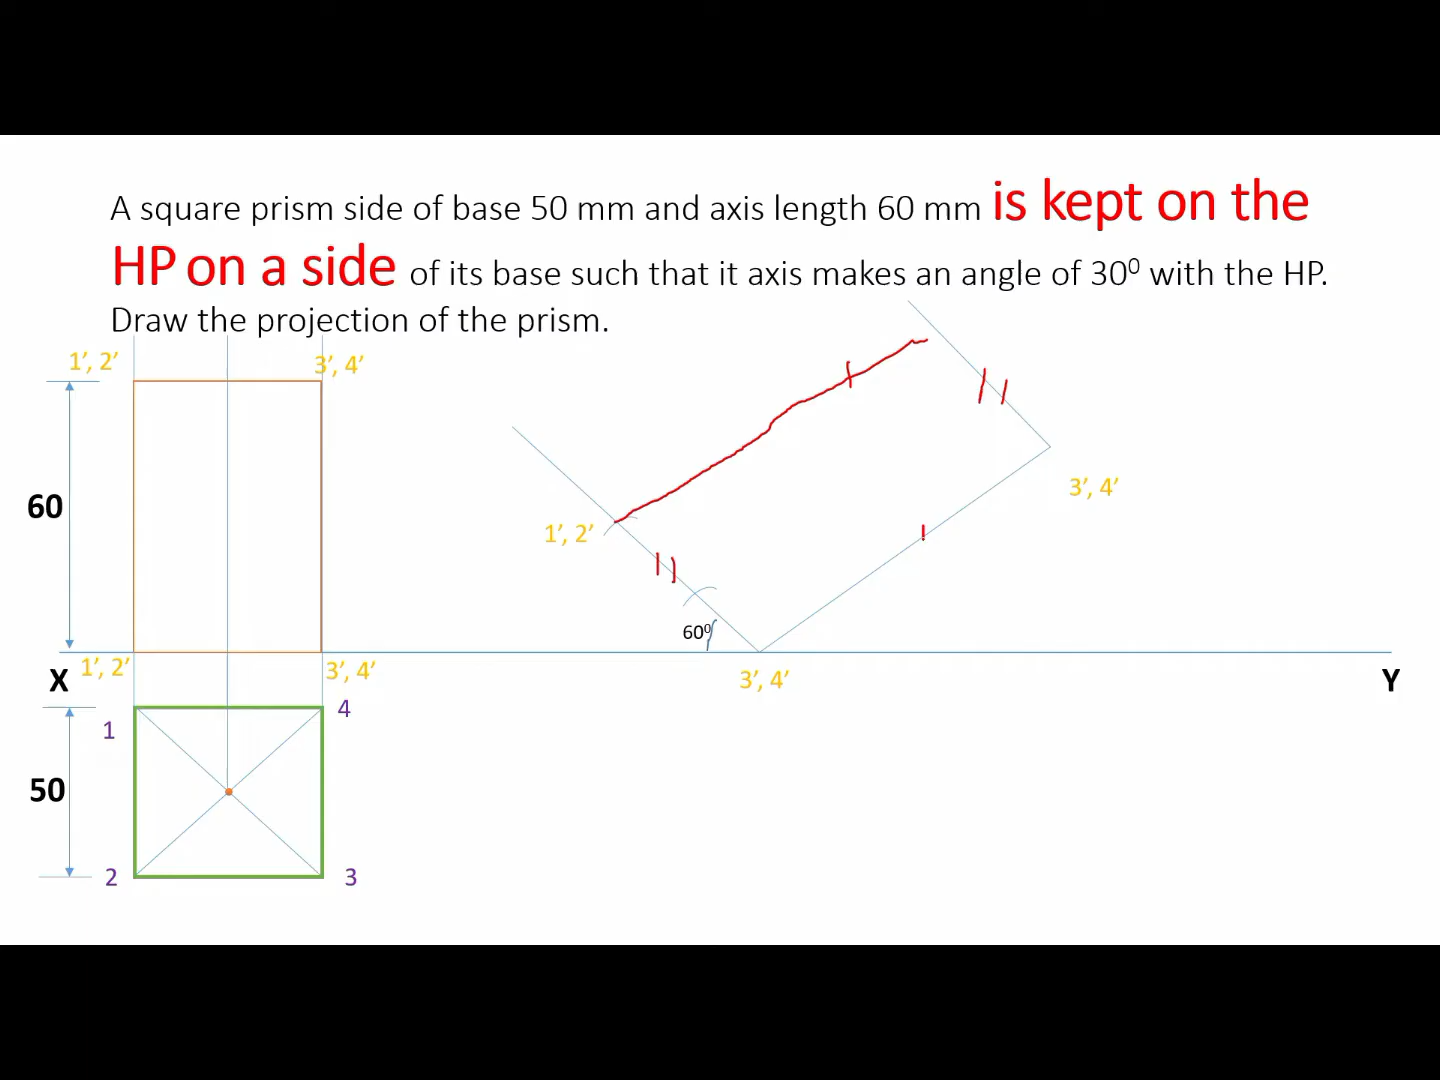 A square prism side of base 50 mm and axis length 60 mm is kept on the
HP on a side of its base such that it axis makes an angle of 30⁰ with the HP.
Draw the projection of the prism.
1’, 2’
3’, 4’
60
3’, 4’
1’, 2’
60⁰
X
1’, 2’
3’, 4’
3’, 4’
Y
4
1
50
2
3